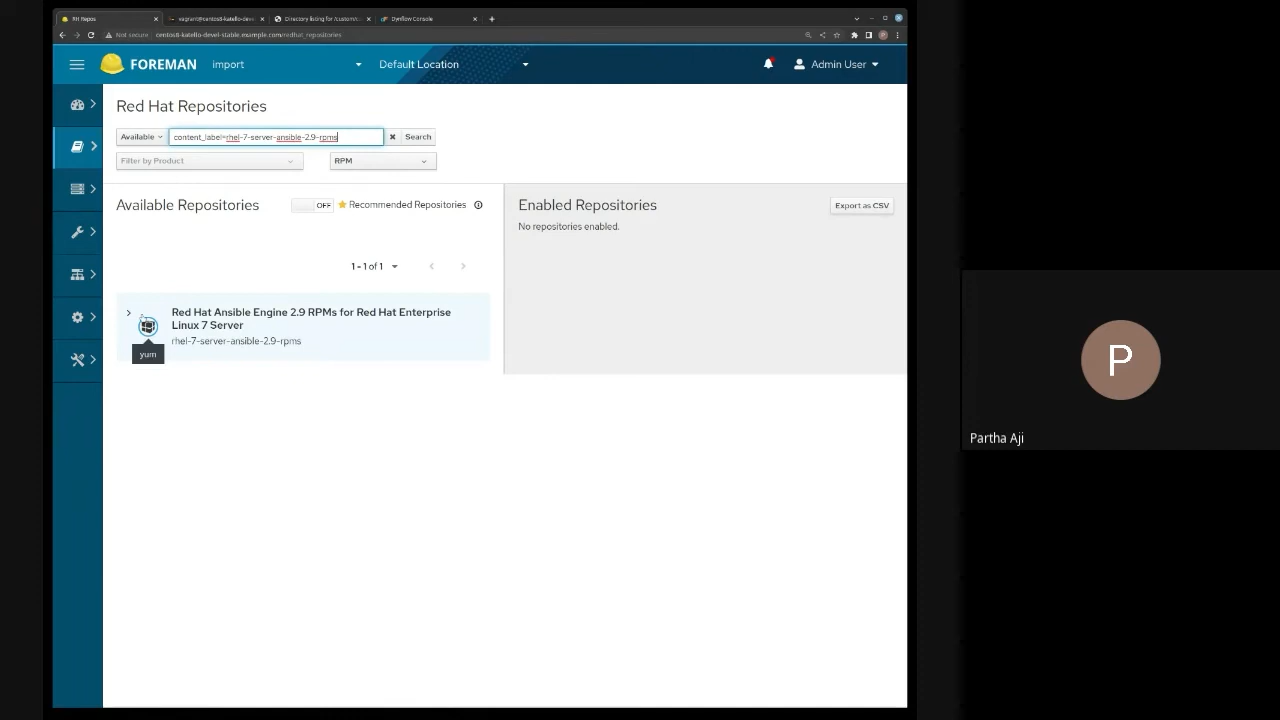 RH Repos
vagrant@centos8-katello-deve
Directory listing for /custom/
Dynflow Console
Not secure
centos8-katello-devel-stable.example.com/redhat_repositories
FOREMAN
import
Default Location
Admin User
Red Hat Repositories
Available
content_label=rhel-7-server-ansible-2.9-rpms
Search
Filter by Product
RPM
Available Repositories
OFF
Recommended Repositories
Enabled Repositories
Export as CSV
No repositories enabled.
1 - 1 of 1
Red Hat Ansible Engine 2.9 RPMs for Red Hat Enterprise
Linux 7 Server
rhel-7-server-ansible-2.9-rpms
yum
P
Partha Aji